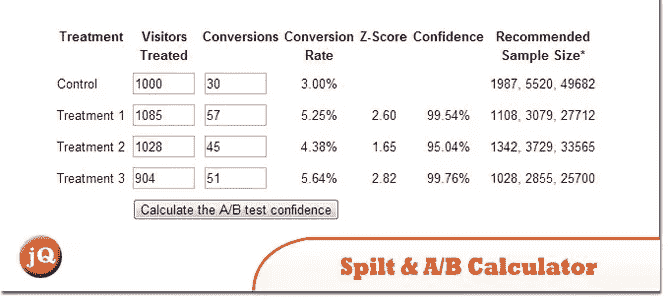 Treatment Visitors Treated Conversions Conversion Rate Z-Score Confidence Recommended Sample Size*
Control 1000 30 3.00% 1987, 5520, 49682
Treatment 1 1085 57 5.25% 2.60 99.54% 1108, 3079, 27712
Treatment 2 1028 45 4.38% 1.65 95.04% 1342, 3729, 33565
Treatment 3 904 51 5.64% 2.82 99.76% 1028, 2855, 25700
Calculate the A/B test confidence
jQ
Spilt & A/B Calculator